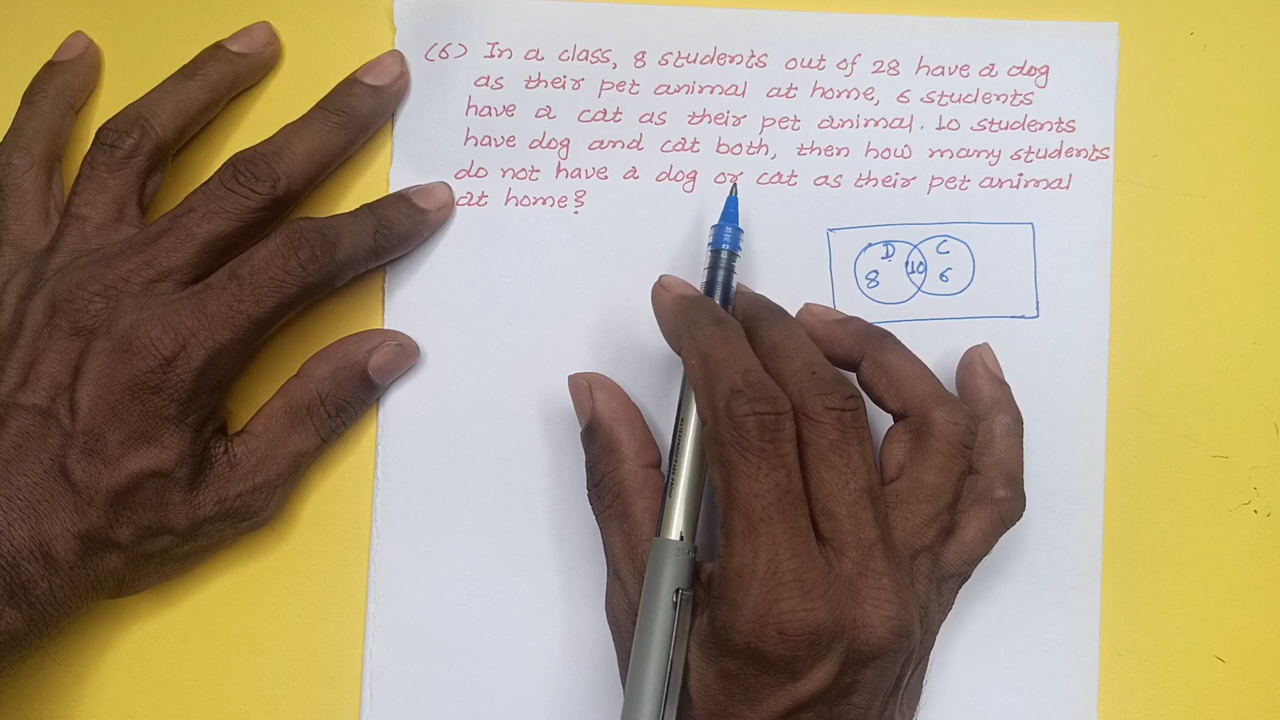 (6) In a class, 8 students out of 28 have a dog
as their pet animal at home, 6 students
have a cat as their pet animal. 10 students
have dog and cat both, then how many students
do not have a dog or cat as their pet animal
at home?
D C
8 10 6